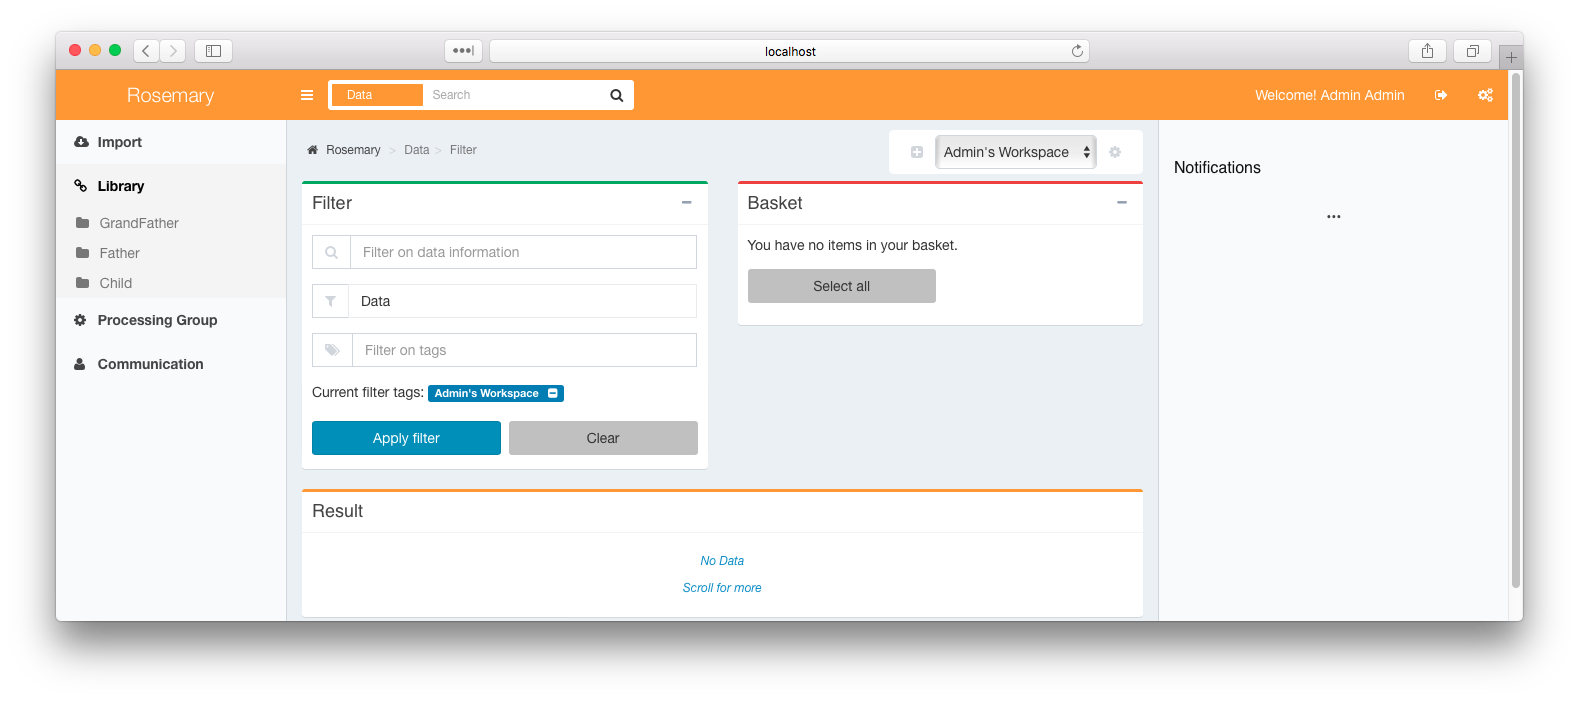 localhost
Rosemary
Data
Search
Welcome! Admin Admin
Import
Library
GrandFather
Father
Child
Processing Group
Communication
Rosemary > Data > Filter
Admin's Workspace
Filter
Filter on data information
Data
Filter on tags
Current filter tags: Admin's Workspace
Apply filter
Clear
Basket
You have no items in your basket.
Select all
Result
No Data
Scroll for more
Notifications
...